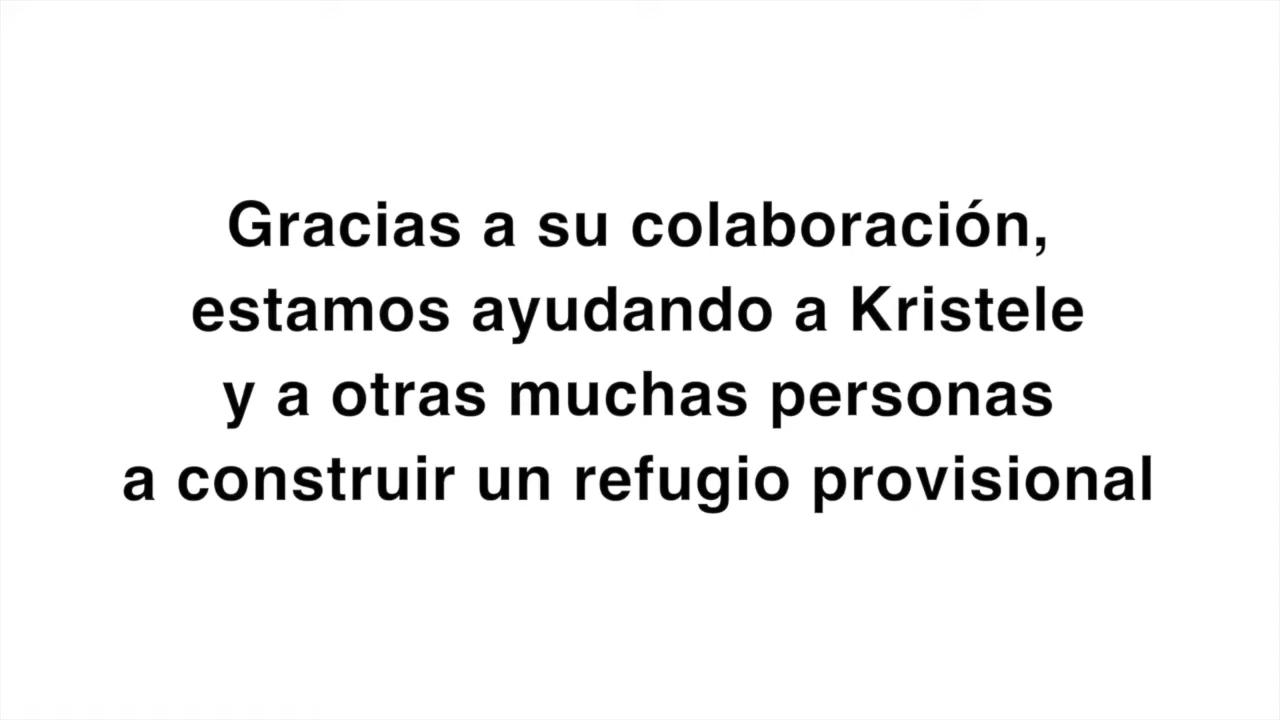 Gracias a su colaboración,
estamos ayudando a Kristele
y a otras muchas personas
a construir un refugio provisional